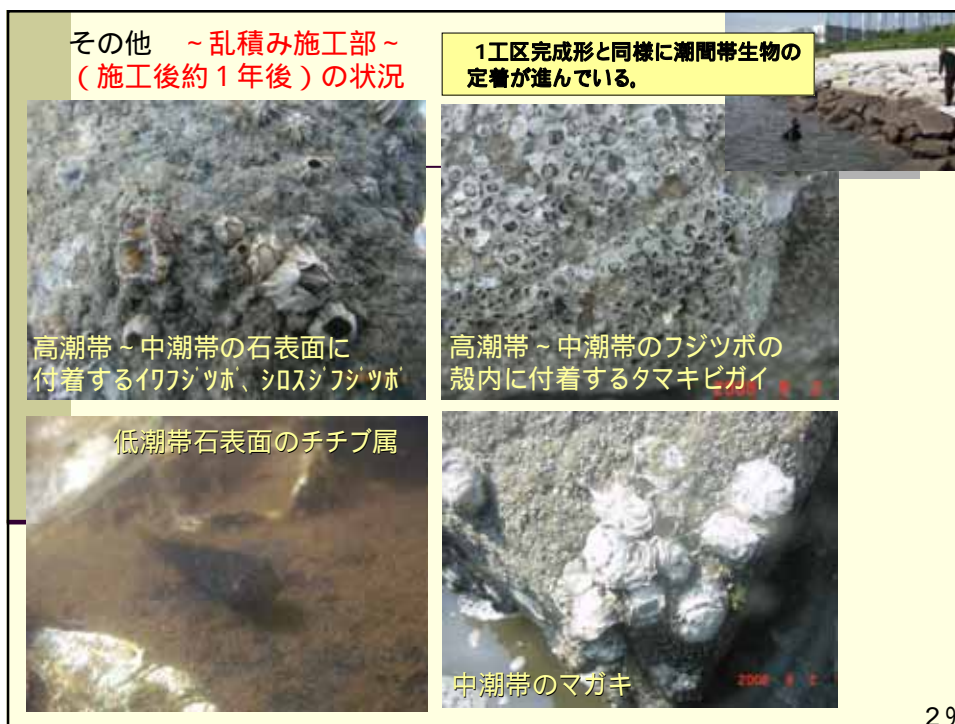 その他　～乱積み施工部～
（施工後約１年後）の状況
1工区完成形と同様に潮間帯生物の
定着が進んでいる。
高潮帯～中潮帯の石表面に
付着するｲﾜﾌｼﾞﾂﾎﾞ、ｼﾛｽｼﾞﾌｼﾞﾂﾎﾞ
高潮帯～中潮帯のフジツボの
殻内に付着するタマキビガイ
低潮帯石表面のチチブ属
中潮帯のマガキ